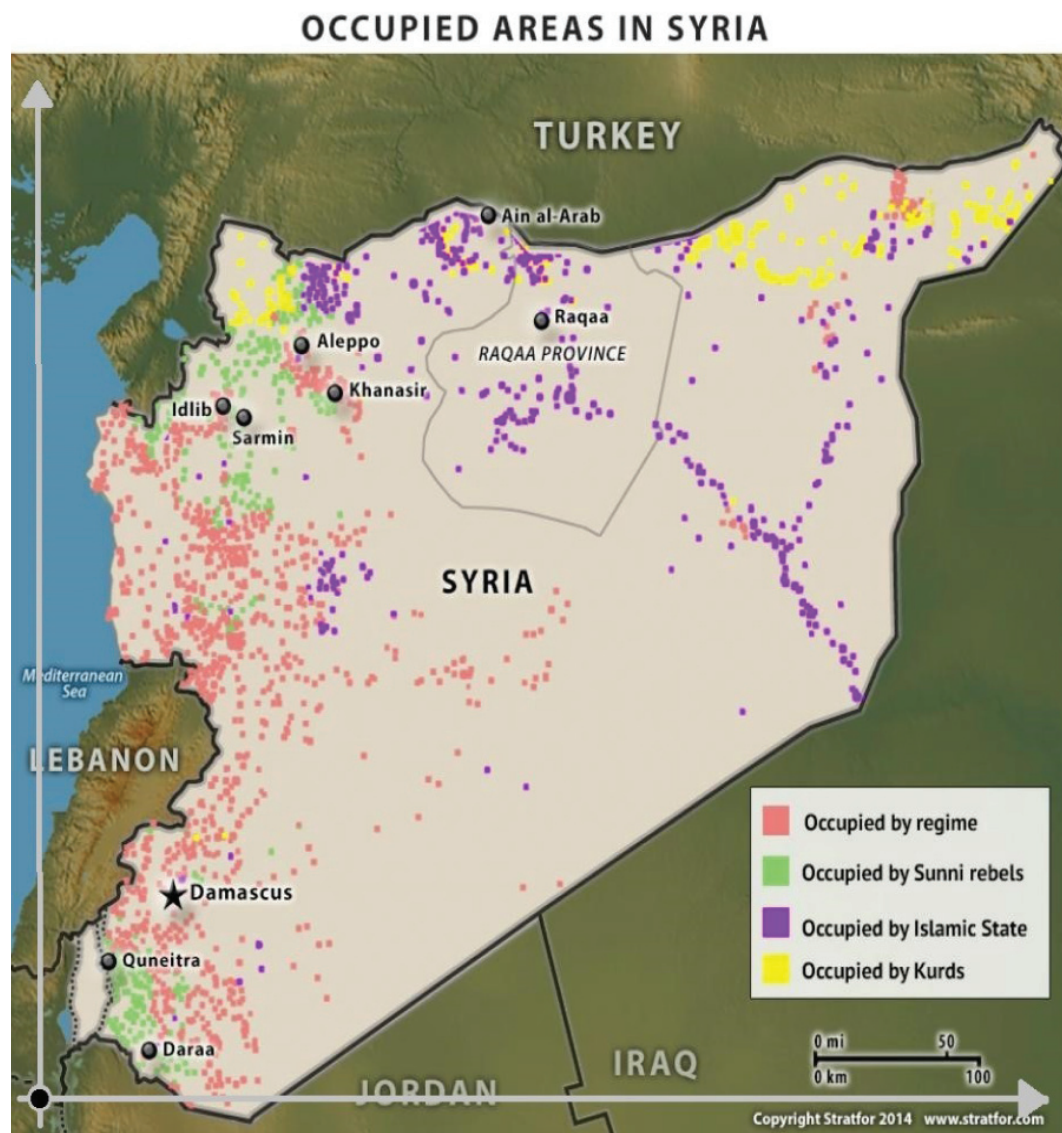 OCCUPIED AREAS IN SYRIA
TURKEY
Ain al-Arab
Raqaa
RAQAA PROVINCE
Aleppo
Khanasir
Idlib
Sarmin
SYRIA
Mediterranean
Sea
LEBANON
Damascus
Quneitra
Daraa
Occupied by regime
Occupied by Sunni rebels
Occupied by Islamic State
Occupied by Kurds
0 mi 50
0 km 100
IRAQ
JORDAN
Copyright Stratfor 2014 www.stratfor.com